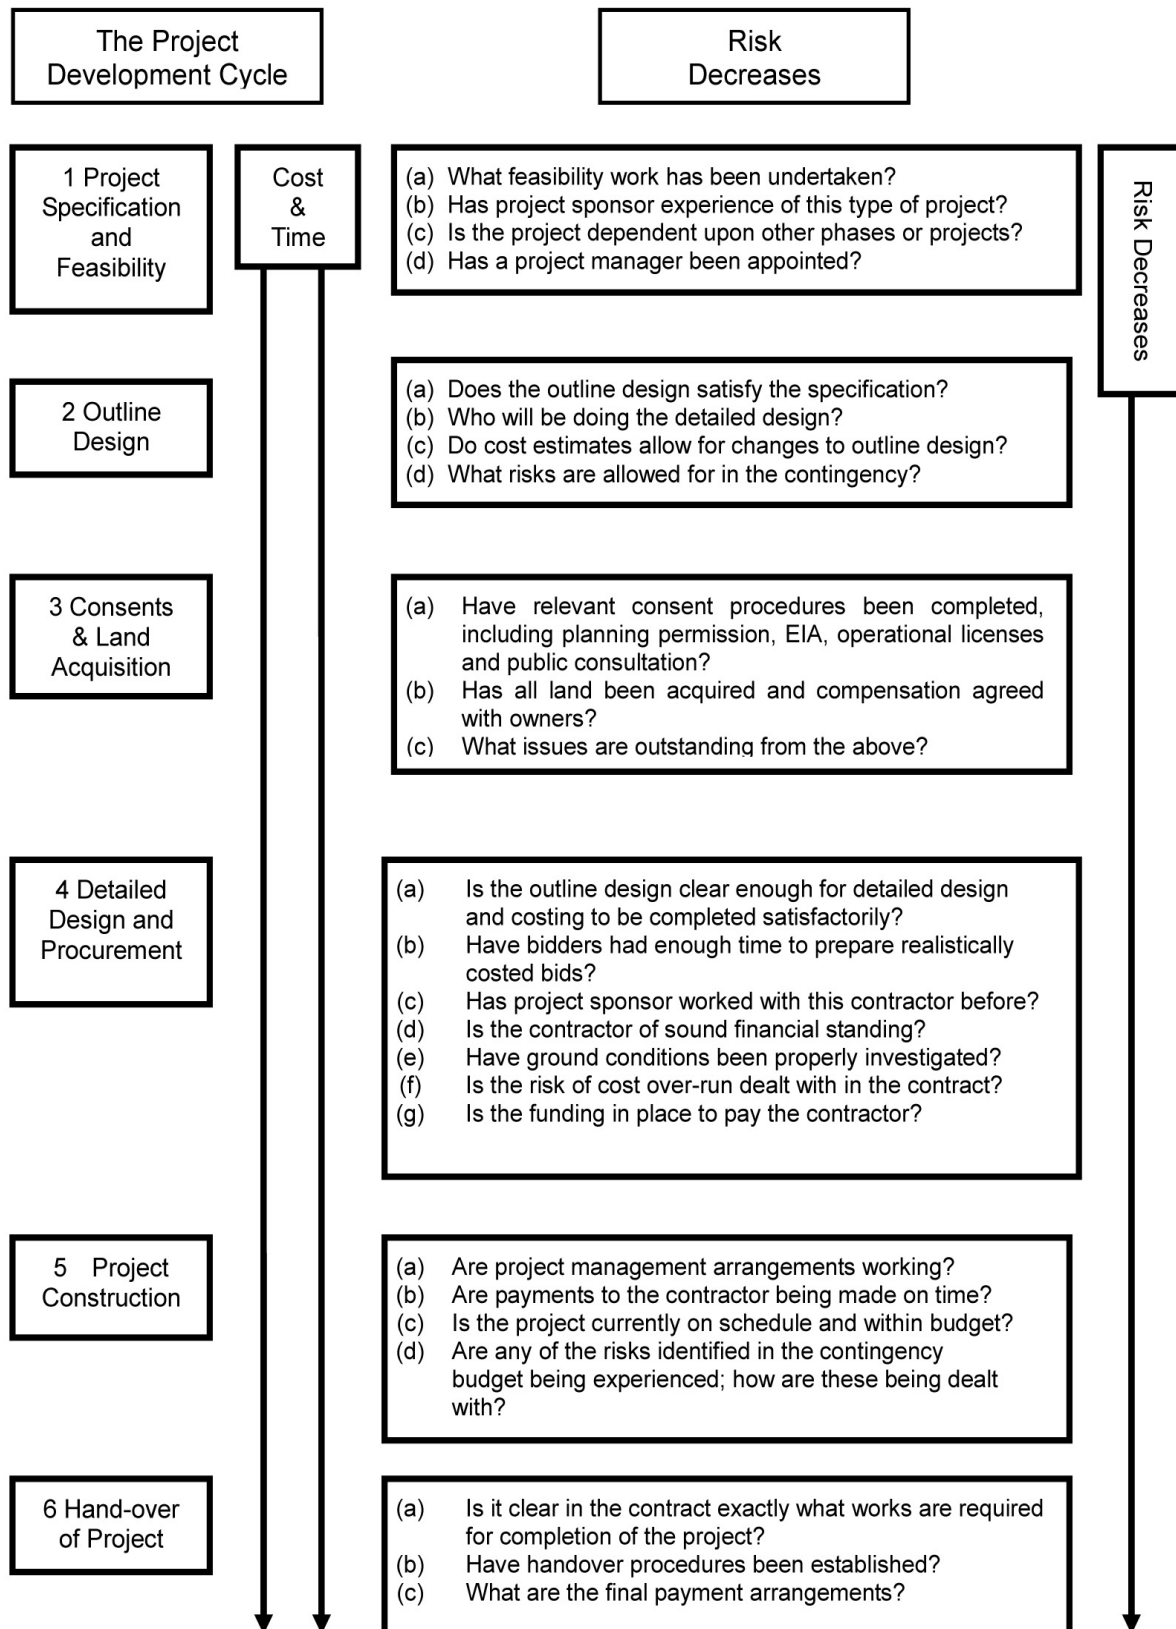 The Project
Development Cycle
Risk
Decreases
1 Project
Specification
and
Feasibility
Cost
&
Time
(a) What feasibility work has been undertaken?
(b) Has project sponsor experience of this type of project?
(c) Is the project dependent upon other phases or projects?
(d) Has a project manager been appointed?
Risk Decreases
2 Outline
Design
(a) Does the outline design satisfy the specification?
(b) Who will be doing the detailed design?
(c) Do cost estimates allow for changes to outline design?
(d) What risks are allowed for in the contingency?
3 Consents
& Land
Acquisition
(a) Have relevant consent procedures been completed,
including planning permission, EIA, operational licenses
and public consultation?
(b) Has all land been acquired and compensation agreed
with owners?
(c) What issues are outstanding from the above?
4 Detailed
Design and
Procurement
(a) Is the outline design clear enough for detailed design
and costing to be completed satisfactorily?
(b) Have bidders had enough time to prepare realistically
costed bids?
(c) Has project sponsor worked with this contractor before?
(d) Is the contractor of sound financial standing?
(e) Have ground conditions been properly investigated?
(f) Is the risk of cost over-run dealt with in the contract?
(g) Is the funding in place to pay the contractor?
5 Project
Construction
(a) Are project management arrangements working?
(b) Are payments to the contractor being made on time?
(c) Is the project currently on schedule and within budget?
(d) Are any of the risks identified in the contingency
budget being experienced; how are these being dealt
with?
6 Hand-over
of Project
(a) Is it clear in the contract exactly what works are required
for completion of the project?
(b) Have handover procedures been established?
(c) What are the final payment arrangements?